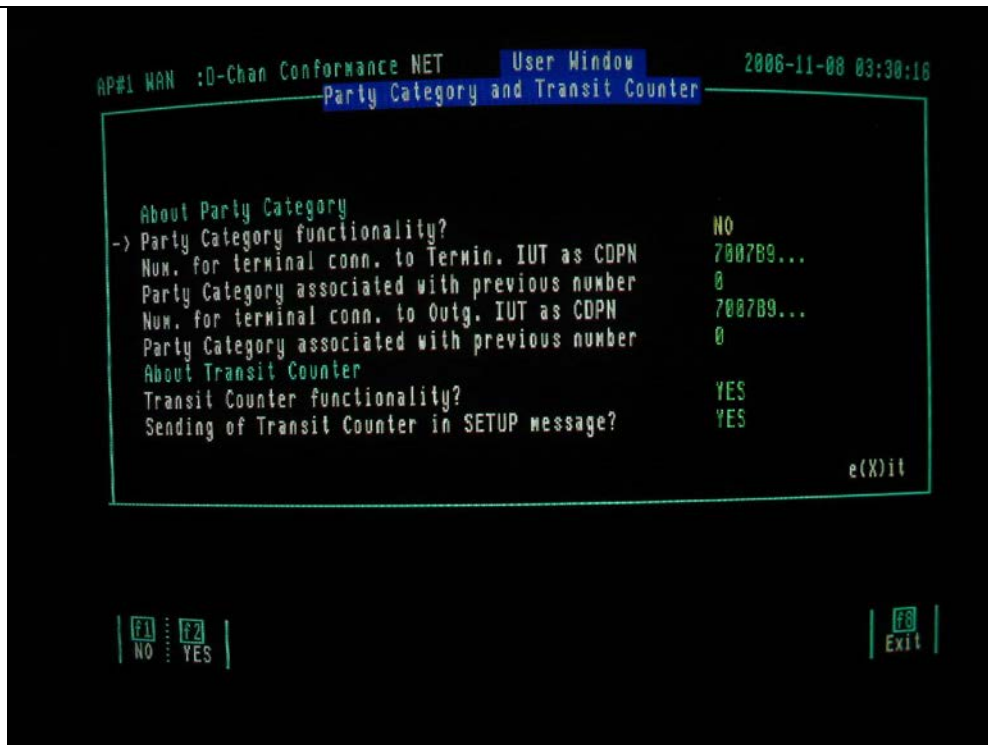 AP#1 WAN :D-Chan Conformance NET User Window 2006-11-08 03:30:16
Party Category and Transit Counter
About Party Category
-> Party Category functionality? NO
Num. for terminal conn. to Termin. IUT as CDPN 7007B9...
Party Category associated with previous number 0
Num. for terminal conn. to Outg. IUT as CDPN 7007B9...
Party Category associated with previous number 0
About Transit Counter
Transit Counter functionality? YES
Sending of Transit Counter in SETUP message? YES
e(X)it
f1 f2 f8
NO YES Exit